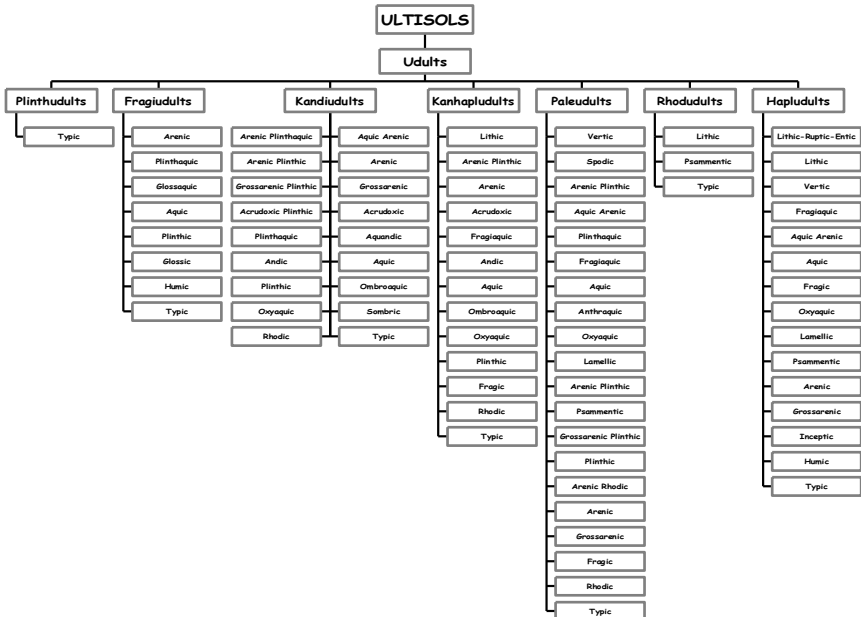 ULTISOLS
Udults
Plinthudults
Typic
Fragiudults
Arenic
Plinthaquic
Glossaquic
Aquic
Plinthic
Glossic
Humic
Typic
Kandiudults
Arenic Plinthaquic
Arenic Plinthic
Grossarenic Plinthic
Acrudoxic Plinthic
Plinthaquic
Andic
Plinthic
Oxyaquic
Rhodic
Aquic Arenic
Arenic
Grossarenic
Acrudoxic
Aquandic
Aquic
Ombroaquic
Sombric
Typic
Kanhapludults
Lithic
Arenic Plinthic
Arenic
Acrudoxic
Fragiaquic
Andic
Aquic
Ombroaquic
Oxyaquic
Plinthic
Fragic
Rhodic
Typic
Paleudults
Vertic
Spodic
Arenic Plinthic
Aquic Arenic
Plinthaquic
Fragiaquic
Aquic
Anthraquic
Oxyaquic
Lamellic
Arenic Plinthic
Psammentic
Grossarenic Plinthic
Plinthic
Arenic Rhodic
Arenic
Grossarenic
Fragic
Rhodic
Typic
Rhodudults
Lithic
Psammentic
Typic
Hapludults
Lithic-Ruptic-Entic
Lithic
Vertic
Fragiaquic
Aquic Arenic
Aquic
Fragic
Oxyaquic
Lamellic
Psammentic
Arenic
Grossarenic
Inceptic
Humic
Typic